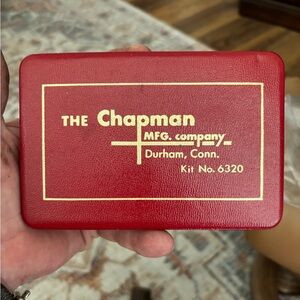 THE Chapman
MFG. company
Durham, Conn.
Kit No. 6320